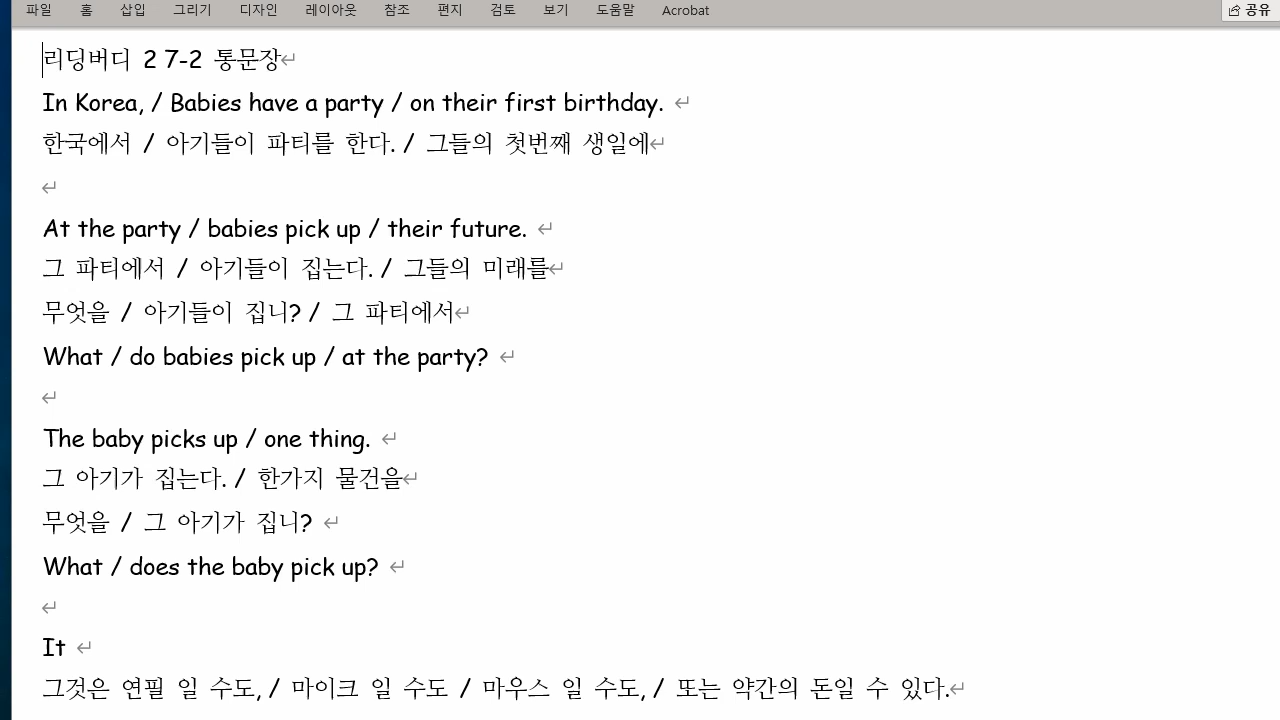 파일 홈 삽입 그리기 디자인 레이아웃 참조 편지 검토 보기 도움말 Acrobat 공유
리딩버디 2 7-2 통문장
In Korea, / Babies have a party / on their first birthday.
한국에서 / 아기들이 파티를 한다. / 그들의 첫번째 생일에
At the party / babies pick up / their future.
그 파티에서 / 아기들이 집는다. / 그들의 미래를
무엇을 / 아기들이 집니? / 그 파티에서
What / do babies pick up / at the party?
The baby picks up / one thing.
그 아기가 집는다. / 한가지 물건을
무엇을 / 그 아기가 집니?
What / does the baby pick up?
It
그것은 연필 일 수도, / 마이크 일 수도 / 마우스 일 수도, / 또는 약간의 돈일 수 있다.